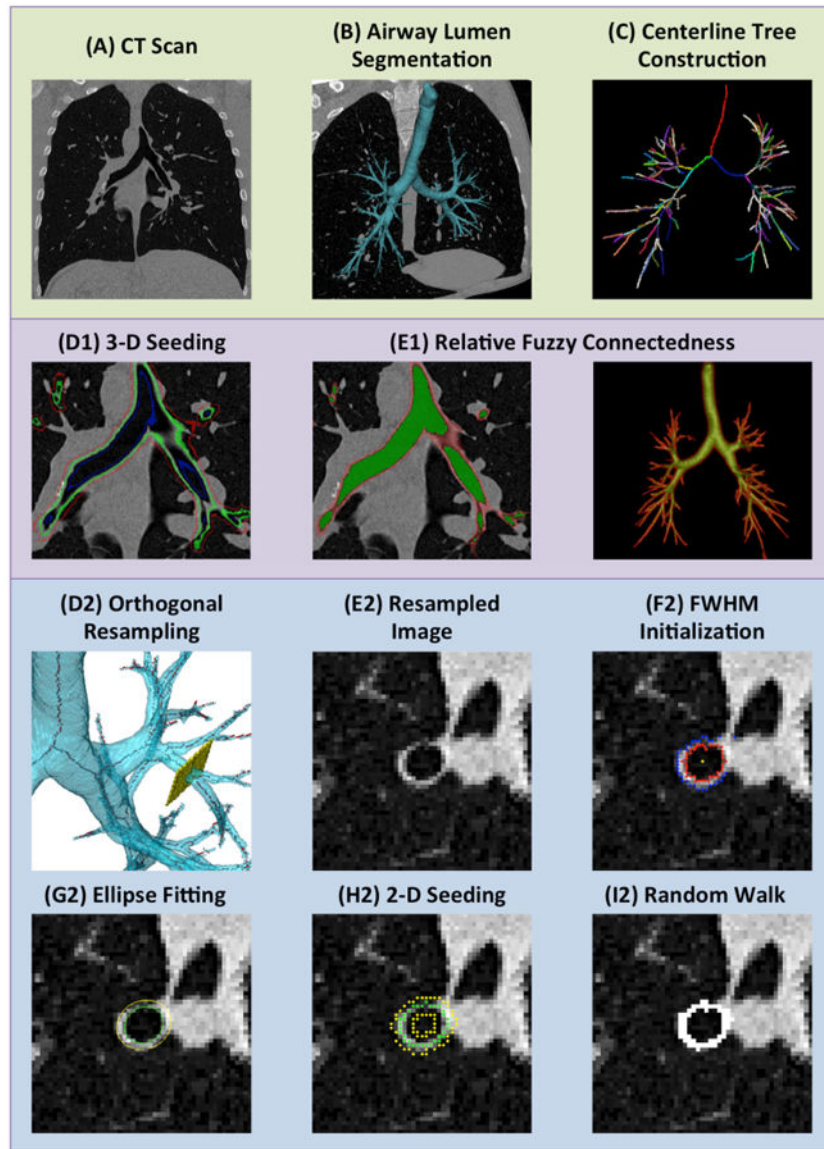 (A) CT Scan
(B) Airway Lumen
Segmentation
(C) Centerline Tree
Construction
(D1) 3-D Seeding
(E1) Relative Fuzzy Connectedness
(D2) Orthogonal
Resampling
(E2) Resampled
Image
(F2) FWHM
Initialization
(G2) Ellipse Fitting
(H2) 2-D Seeding
(I2) Random Walk